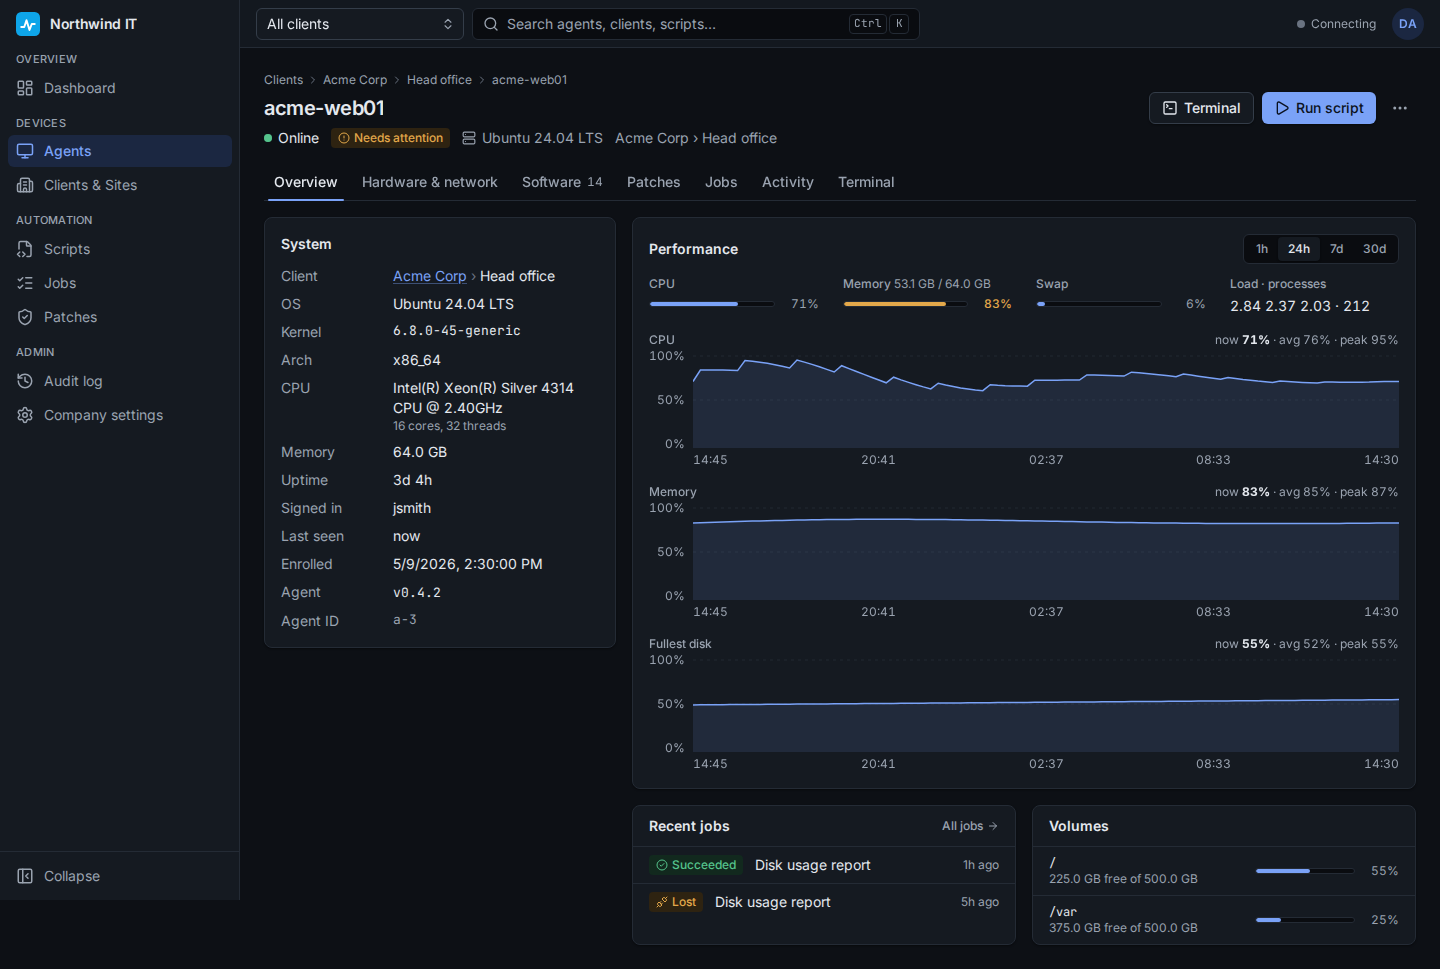 Northwind IT
All clients
Search agents, clients, scripts...
Ctrl K
Connecting
DA
OVERVIEW
Dashboard
DEVICES
Agents
Clients & Sites
AUTOMATION
Scripts
Jobs
Patches
ADMIN
Audit log
Company settings
Collapse
Clients › Acme Corp › Head office › acme-web01
acme-web01
Terminal
Run script
Online
Needs attention
Ubuntu 24.04 LTS
Acme Corp › Head office
Overview
Hardware & network
Software 14
Patches
Jobs
Activity
Terminal
System
Client Acme Corp › Head office
OS Ubuntu 24.04 LTS
Kernel 6.8.0-45-generic
Arch x86_64
CPU Intel(R) Xeon(R) Silver 4314
CPU @ 2.40GHz
16 cores, 32 threads
Memory 64.0 GB
Uptime 3d 4h
Signed in jsmith
Last seen now
Enrolled 5/9/2026, 2:30:00 PM
Agent v0.4.2
Agent ID a-3
Performance
1h 24h 7d 30d
CPU
71%
Memory 53.1 GB / 64.0 GB
83%
Swap
6%
Load · processes
2.84 2.37 2.03 · 212
CPU
now 71% · avg 76% · peak 95%
100%
50%
0%
14:45 20:41 02:37 08:33 14:30
Memory
now 83% · avg 85% · peak 87%
100%
50%
0%
14:45 20:41 02:37 08:33 14:30
Fullest disk
now 55% · avg 52% · peak 55%
100%
50%
0%
14:45 20:41 02:37 08:33 14:30
Recent jobs
All jobs →
Succeeded Disk usage report 1h ago
Lost Disk usage report 5h ago
Volumes
/
225.0 GB free of 500.0 GB
55%
/var
375.0 GB free of 500.0 GB
25%